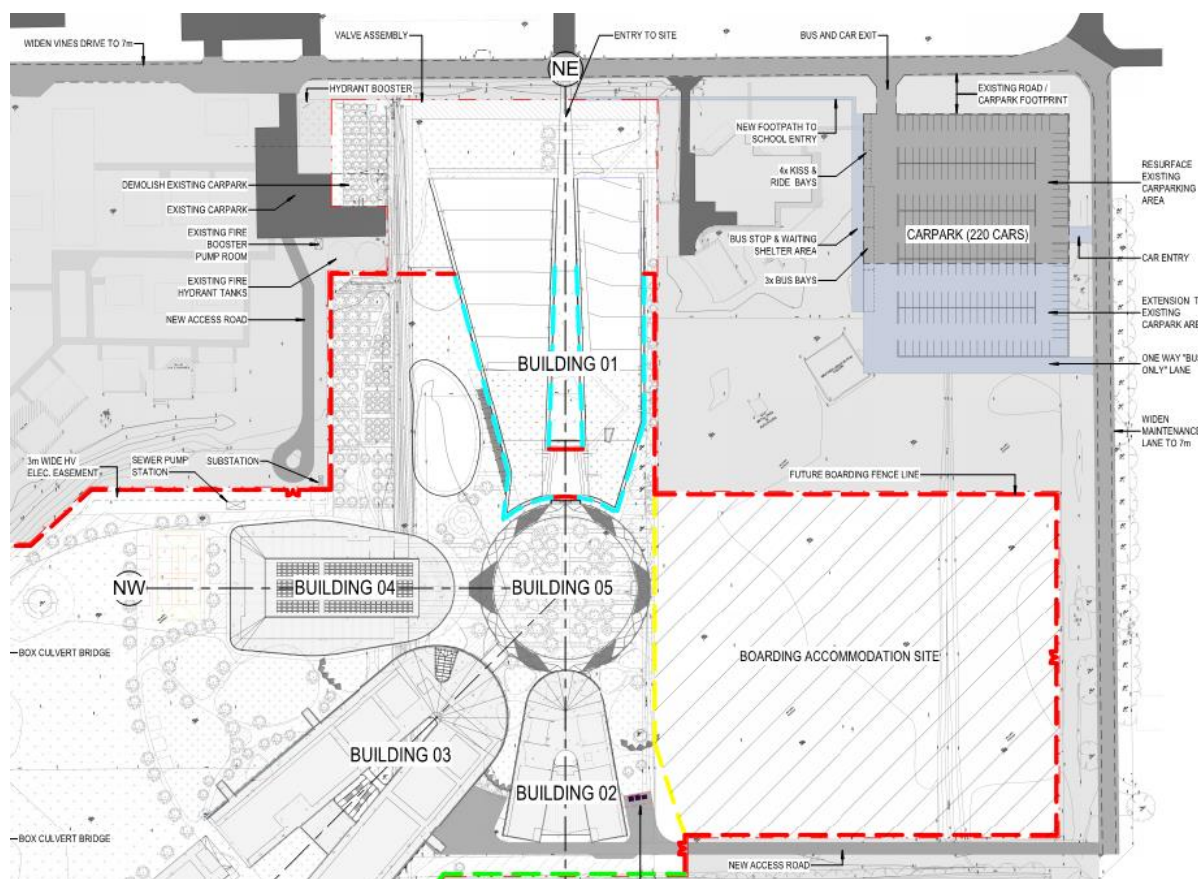 WIDEN VINES DRIVE TO 7m
VALVE ASSEMBLY
ENTRY TO SITE
BUS AND CAR EXIT
NE
HYDRANT BOOSTER
EXISTING ROAD /
CARPARK FOOTPRINT
NEW FOOTPATH TO
SCHOOL ENTRY
4x KISS &
RIDE BAYS
DEMOLISH EXISTING CARPARK
EXISTING CARPARK
RESURFACE
EXISTING
CARPARKING
AREA
EXISTING FIRE
BOOSTER
PUMP ROOM
BUS STOP & WAITING
SHELTER AREA
CARPARK (220 CARS)
CAR ENTRY
EXISTING FIRE
HYDRANT TANKS
3x BUS BAYS
NEW ACCESS ROAD
EXTENSION T
EXISTING
CARPARK ARE
BUILDING 01
ONE WAY "BU
ONLY" LANE
WIDEN
MAINTENANCE
LANE TO 7m
3m WIDE HV
ELEC. EASEMENT
SEWER PUMP
STATION
SUBSTATION
FUTURE BOARDING FENCE LINE
NW
BUILDING 04
BUILDING 05
BOX CULVERT BRIDGE
BOARDING ACCOMMODATION SITE
BUILDING 03
BUILDING 02
BOX CULVERT BRIDGE
NEW ACCESS ROAD